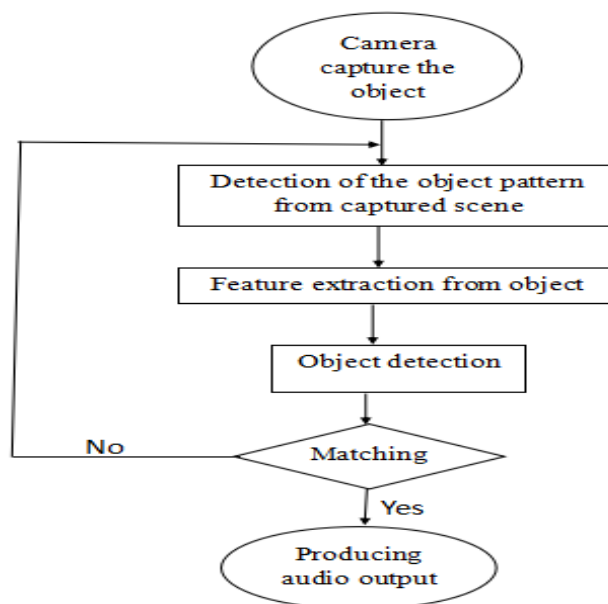 Camera
capture the
object
Detection of the object pattern
from captured scene
Feature extraction from object
Object detection
Matching
No
Yes
Producing
audio output